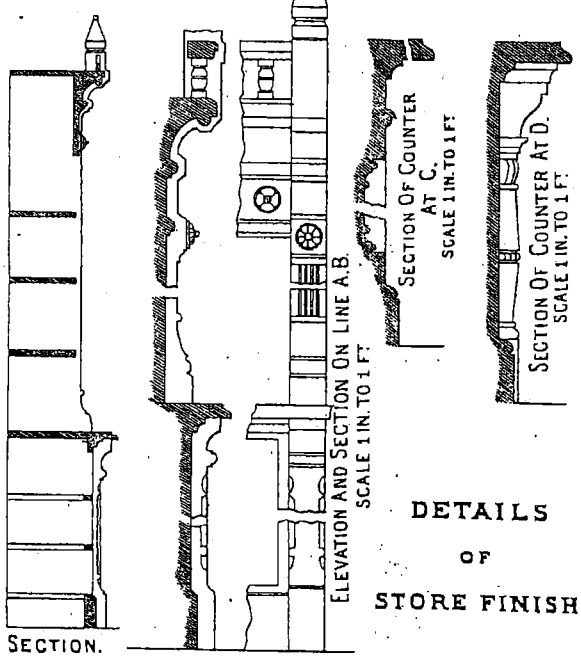 SECTION.
ELEVATION AND SECTION ON LINE A.B.
SCALE 1 IN. TO 1 FT
SECTION OF COUNTER
AT C.
SCALE 1 IN. TO 1 FT
SECTION OF COUNTER AT D.
SCALE 1 IN. TO 1 FT.
DETAILS
OF
STORE FINISH